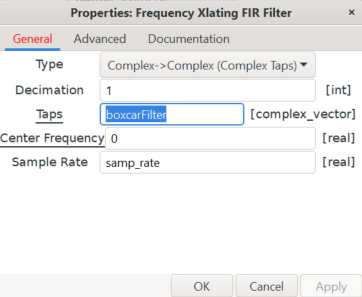 Properties: Frequency Xlating FIR Filter ×
General Advanced Documentation
Type Complex->Complex (Complex Taps)
Decimation 1 [int]
Taps boxcarFilter [complex_vector]
Center Frequency 0 [real]
Sample Rate samp_rate [real]
OK Cancel Apply